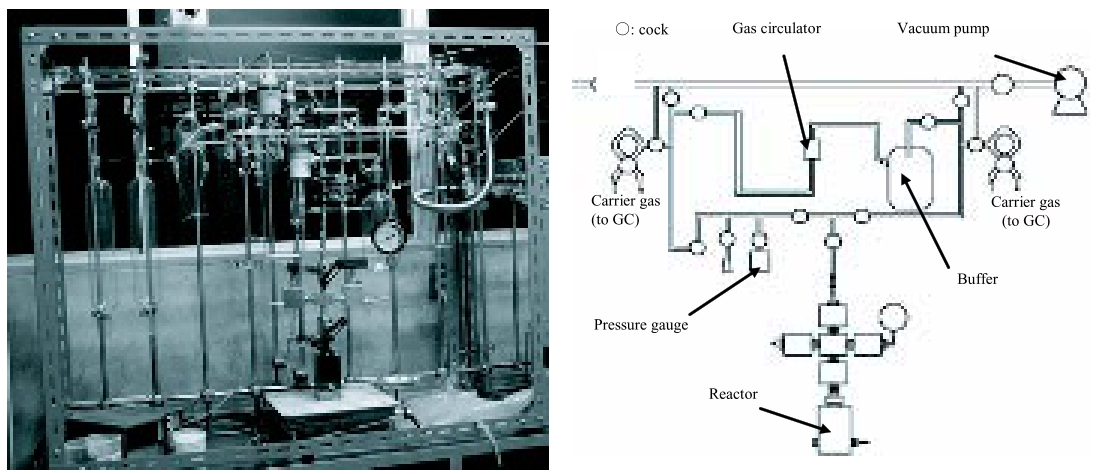 ○: cock
Gas circulator
Vacuum pump
Carrier gas
(to GC)
Carrier gas
(to GC)
Buffer
Pressure gauge
Reactor